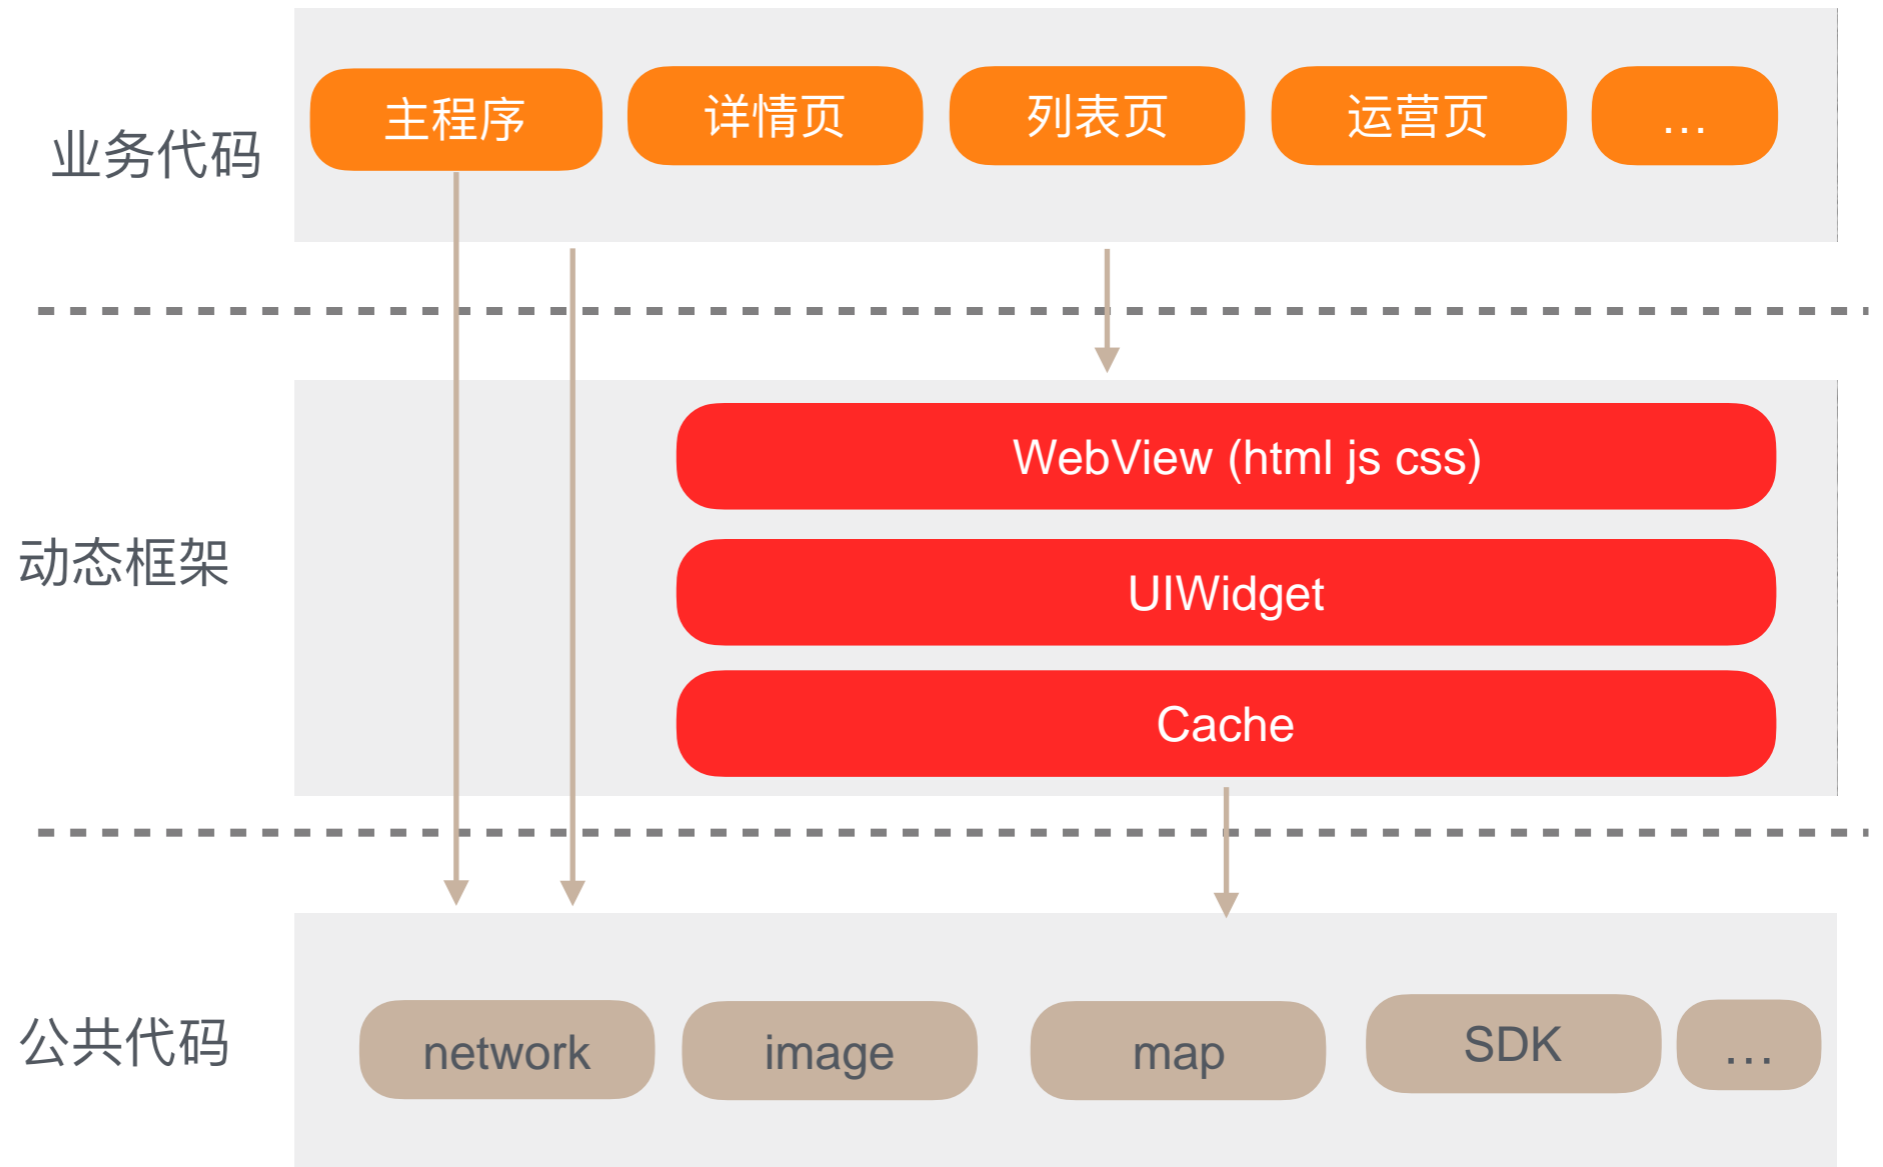 业务代码
主程序
详情页
列表页
运营页
...
动态框架
WebView (html js css)
UIWidget
Cache
公共代码
network
image
map
SDK
...